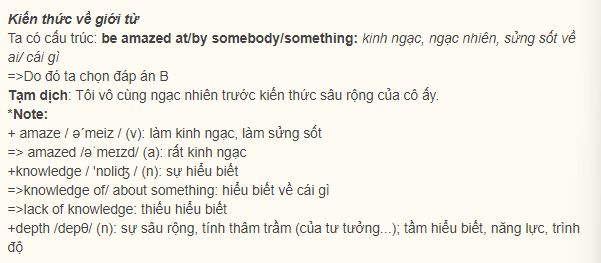 Kiến thức về giới từ
Ta có cấu trúc: be amazed at/by somebody/something: kinh ngạc, ngạc nhiên, sửng sốt về
ai/ cái gì
=>Do đó ta chọn đáp án B
Tạm dịch: Tôi vô cùng ngạc nhiên trước kiến thức sâu rộng của cô ấy.
*Note:
+ amaze / ə´meiz / (v): làm kinh ngạc, làm sửng sốt
=> amazed /əˈmeɪzd/ (a): rất kinh ngạc
+knowledge / 'nɒliʤ / (n): sự hiểu biết
=>knowledge of/ about something: hiểu biết về cái gì
=>lack of knowledge: thiếu hiểu biết
+depth /depθ/ (n): sự sâu rộng, tính thâm trầm (của tư tưởng...); tầm hiểu biết, năng lực, trình
độ